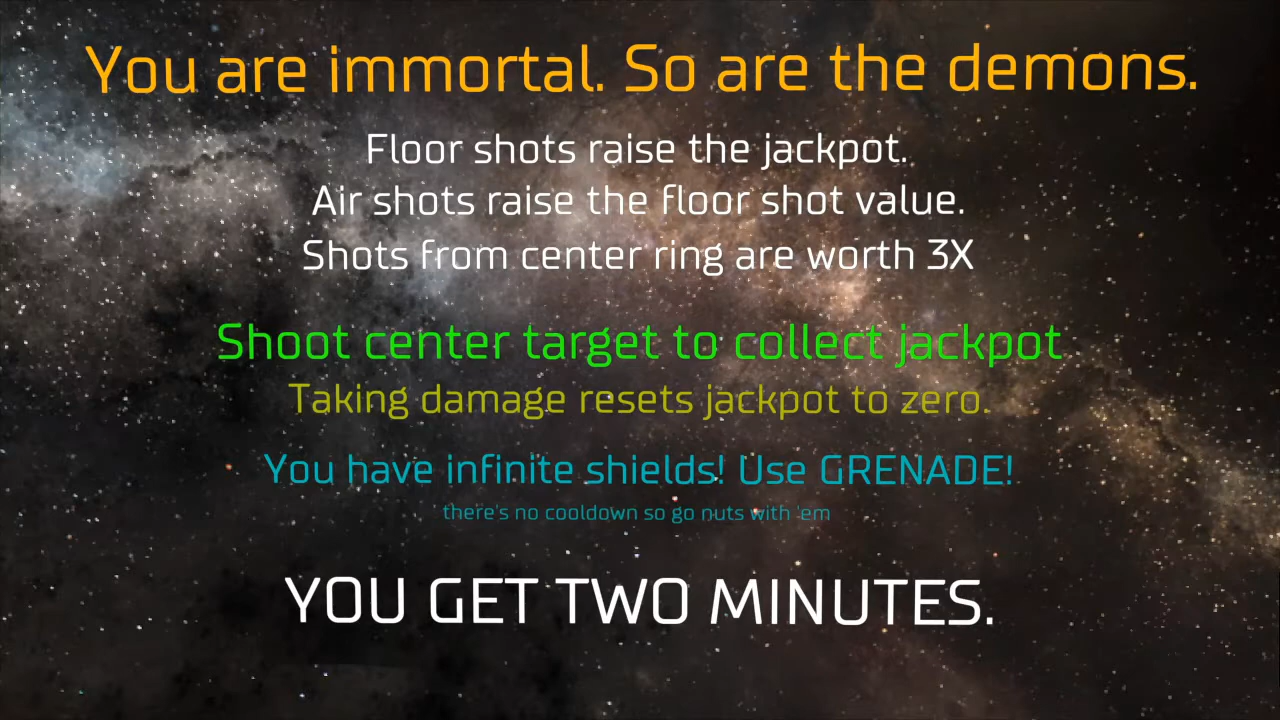 You are immortal. So are the demons.
Floor shots raise the jackpot.
Air shots raise the floor shot value.
Shots from center ring are worth 3X
Shoot center target to collect jackpot
Taking damage resets jackpot to zero.
You have infinite shields! Use GRENADE!
there's no cooldown so go nuts with 'em
YOU GET TWO MINUTES.